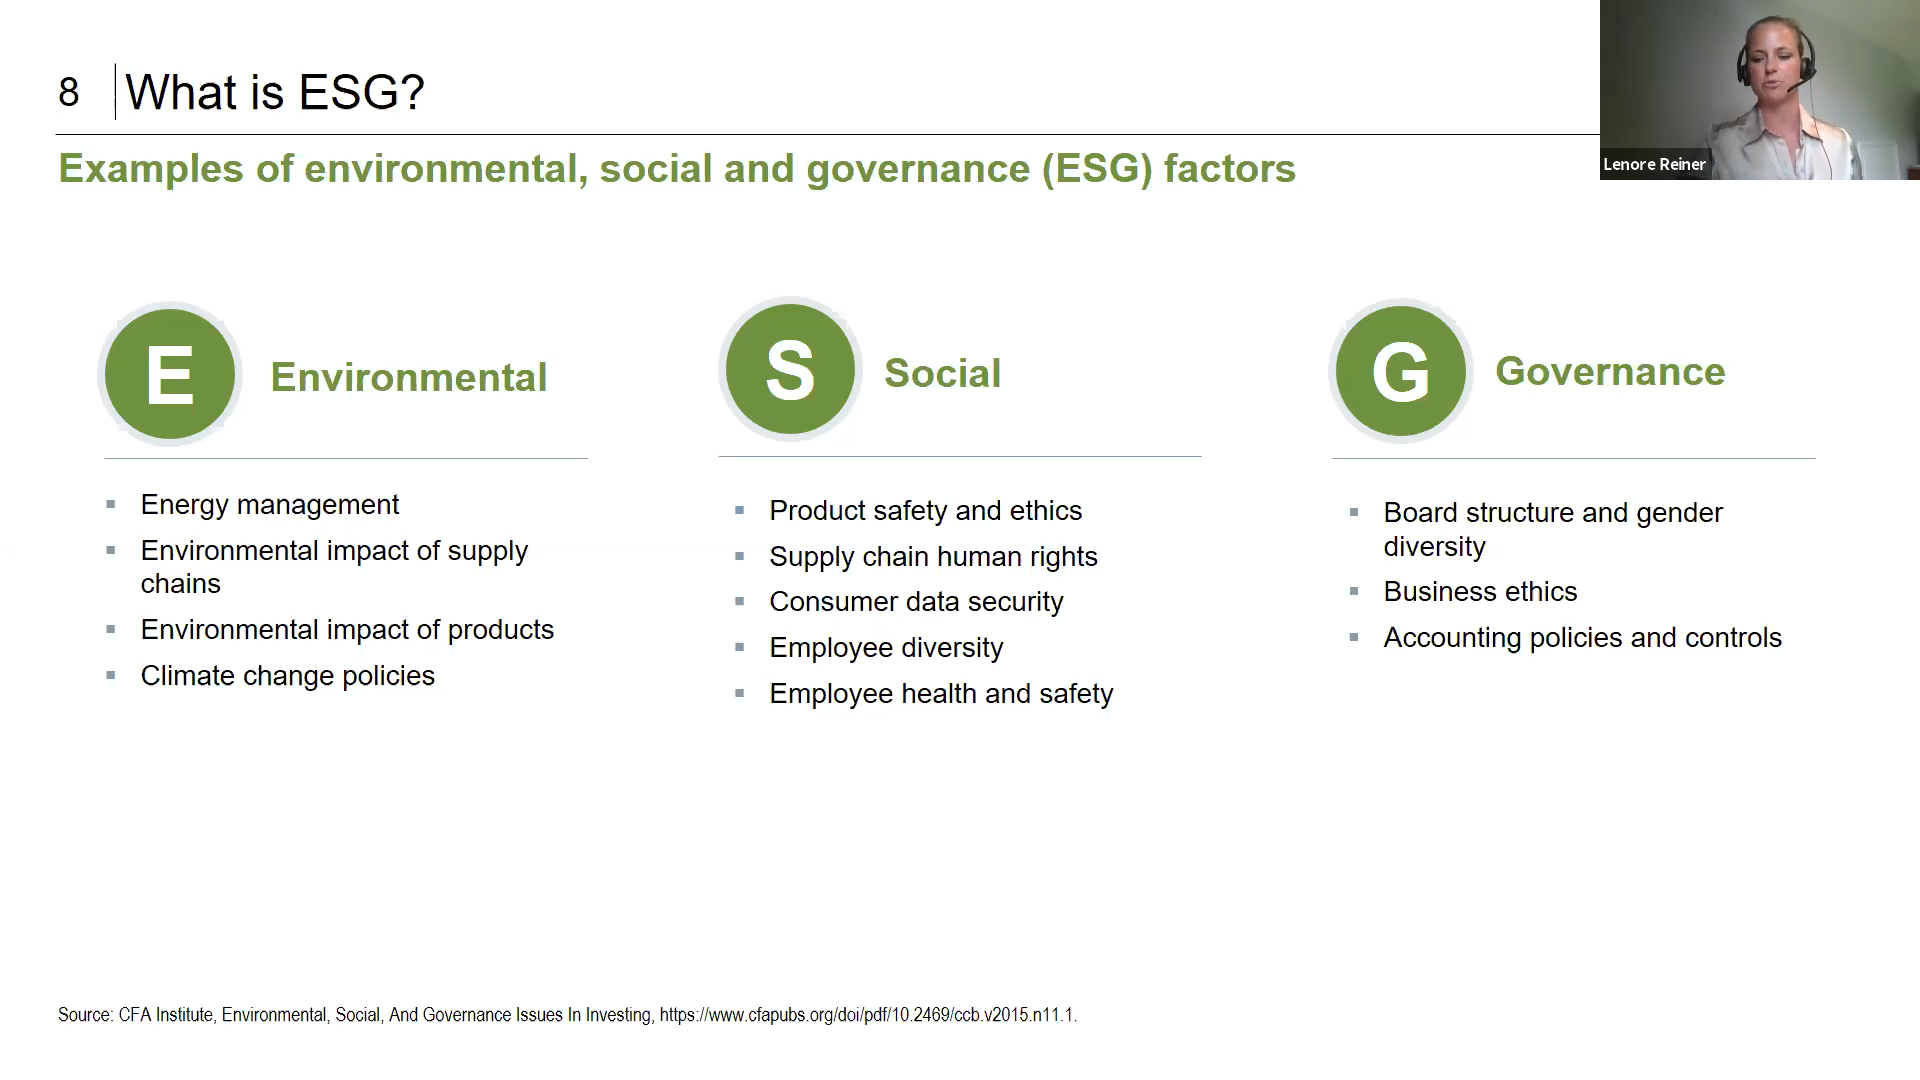 8
What is ESG?
Lenore Reiner
Examples of environmental, social and governance (ESG) factors
E
Environmental
Energy management
Environmental impact of supply
chains
Environmental impact of products
Climate change policies
S
Social
Product safety and ethics
Supply chain human rights
Consumer data security
Employee diversity
Employee health and safety
G
Governance
Board structure and gender
diversity
Business ethics
Accounting policies and controls
Source: CFA Institute, Environmental, Social, And Governance Issues In Investing, https://www.cfapubs.org/doi/pdf/10.2469/ccb.v2015.n11.1.